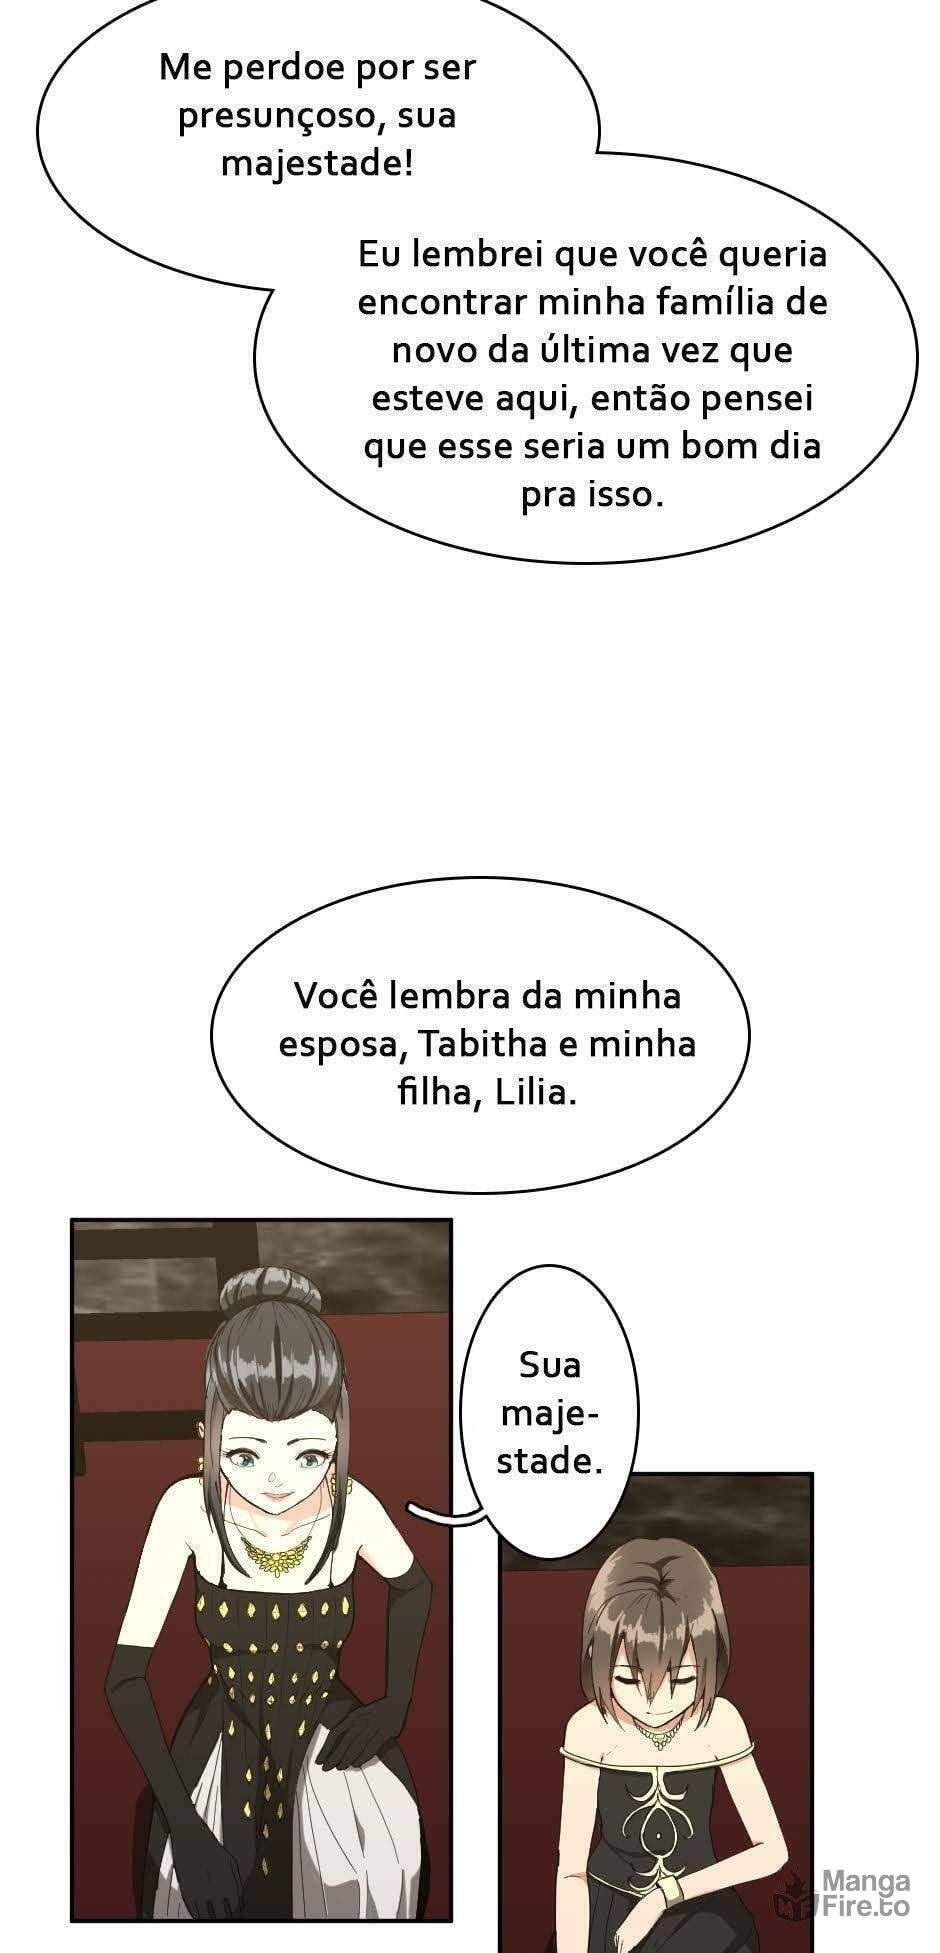 Me perdoe por ser
presunçoso, sua
majestade!
Eu lembrei que você queria
encontrar minha família de
novo da última vez que
esteve aqui, então pensei
que esse seria um bom dia
pra isso.
Você lembra da minha
esposa, Tabitha e minha
filha, Lilia.
Sua
maje-
stade.
Manga
Fire.to